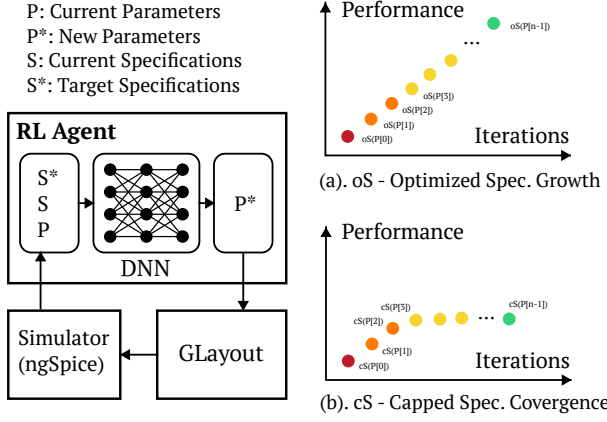 P: Current Parameters
P*: New Parameters
S: Current Specifications
S*: Target Specifications
RL Agent
S*
S
P
DNN
P*
Simulator
(ngSpice)
GLayout
Performance
oS(P[n-1])
...
oS(P[3])
oS(P[2])
oS(P[1])
oS(P[0])
Iterations
(a). oS - Optimized Spec. Growth
Performance
cS(P[3])
cS(P[n-1])
cS(P[2])
...
cS(P[1])
cS(P[0])
Iterations
(b). cS - Capped Spec. Covergence